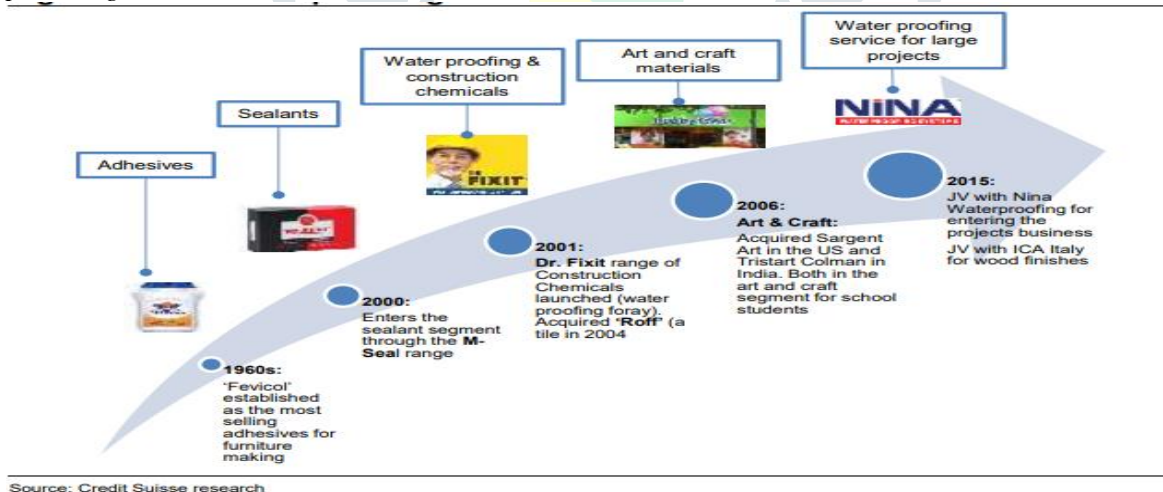 Water proofing
service for large
projects
Art and craft
materials
Water proofing &
construction
chemicals
Sealants
Adhesives
NiNA
FIXIT
2015:
JV with Nina
Waterproofing for
entering the
projects business
JV with ICA Italy
for wood finishes
2006:
Art & Craft:
Acquired Sargent
Art in the US and
Tristart Colman in
India. Both in the
art and craft
segment for school
students
2001:
Dr. Fixit range of
Construction
Chemicals
launched (water
proofing foray).
Acquired 'Roff' (a
tile in 2004
2000:
Enters the
sealant segment
through the M-
Seal range
1960s:
'Fevicol'
established
as the most
selling
adhesives for
furniture
making
Source: Credit Suisse research